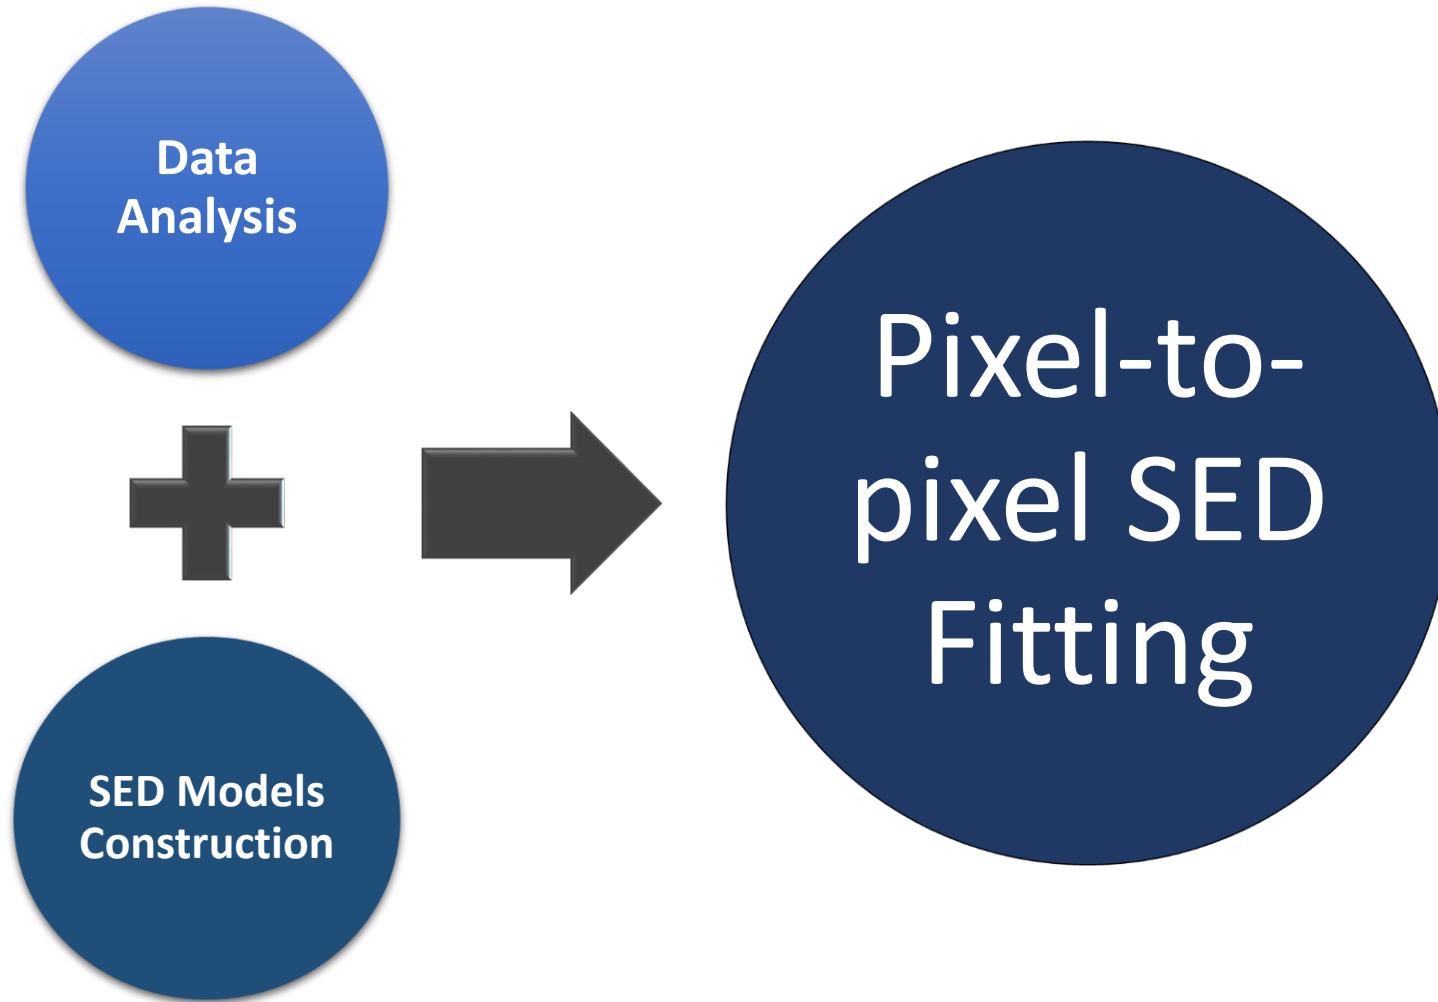 Data
Analysis
SED Models
Construction
Pixel-to-
pixel SED
Fitting